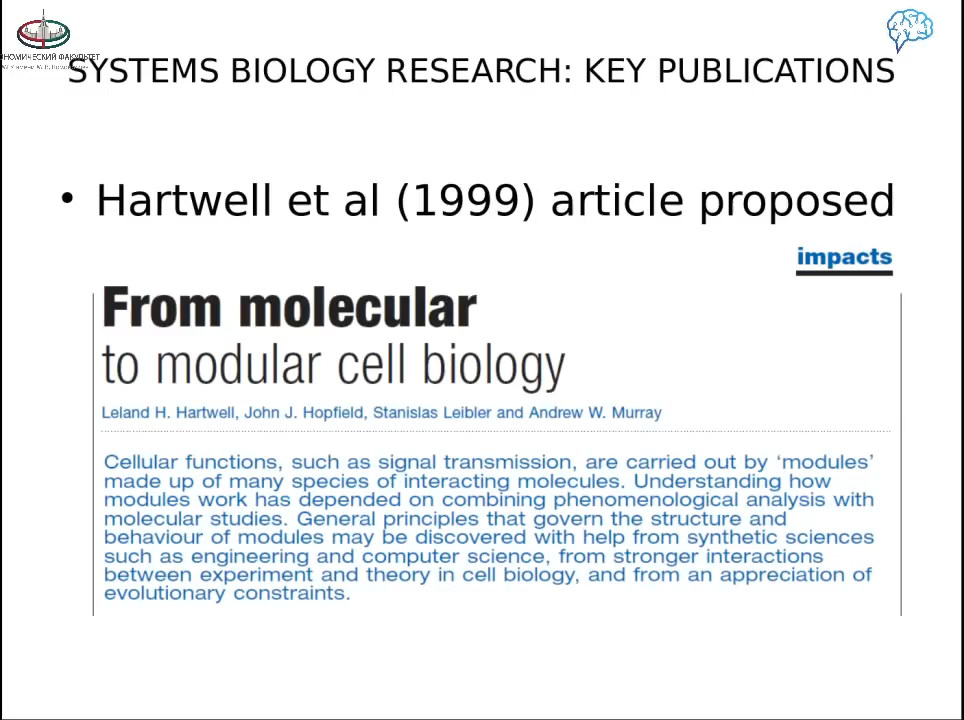 НОМИЧЕСКИЙ ФАКУЛЬТЕТ
SYSTEMS BIOLOGY RESEARCH: KEY PUBLICATIONS
• Hartwell et al (1999) article proposed
impacts
From molecular
to modular cell biology
Leland H. Hartwell, John J. Hopfield, Stanislas Leibler and Andrew W. Murray
Cellular functions, such as signal transmission, are carried out by ‘modules’
made up of many species of interacting molecules. Understanding how
modules work has depended on combining phenomenological analysis with
molecular studies. General principles that govern the structure and
behaviour of modules may be discovered with help from synthetic sciences
such as engineering and computer science, from stronger interactions
between experiment and theory in cell biology, and from an appreciation of
evolutionary constraints.